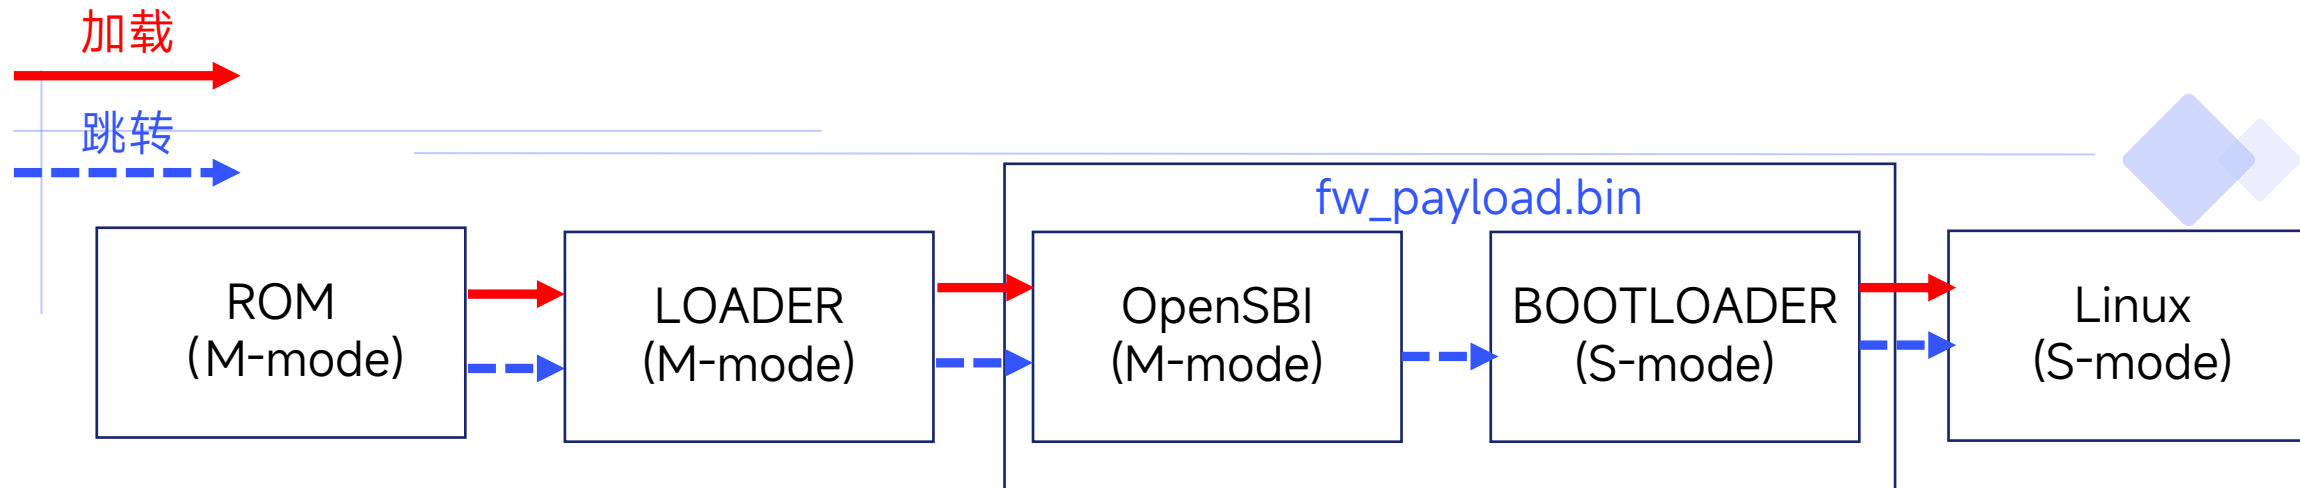 加载
跳转
fw_payload.bin
ROM
(M-mode)
LOADER
(M-mode)
OpenSBI
(M-mode)
BOOTLOADER
(S-mode)
Linux
(S-mode)